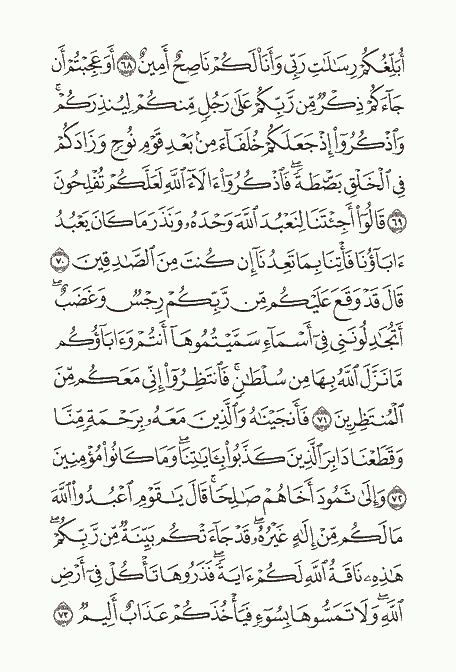 أُبَلِّغُكُمْ رِسَٰلَٰتِ رَبِّى وَأَنَا۠ لَكُمْ نَاصِحٌ أَمِينٌ ٦٨ أَوَعَجِبْتُمْ أَن
جَآءَكُمْ ذِكْرٌ مِّن رَّبِّكُمْ عَلَىٰ رَجُلٍ مِّنكُمْ لِيُنذِرَكُمْ ۚ
وَٱذْكُرُوٓا۟ إِذْ جَعَلَكُمْ خُلَفَآءَ مِنۢ بَعْدِ قَوْمِ نُوحٍ وَزَادَكُمْ
فِى ٱلْخَلْقِ بَصْۜطَةً ۖ فَٱذْكُرُوٓا۟ ءَالَآءَ ٱللَّهِ لَعَلَّكُمْ تُفْلِحُونَ
٦٩ قَالُوٓا۟ أَجِئْتَنَا لِنَعْبُدَ ٱللَّهَ وَحْدَهُۥ وَنَذَرَ مَا كَانَ يَعْبُدُ
ءَابَآؤُنَا فَأْتِنَا بِمَا تَعِدُنَآ إِن كُنتَ مِنَ ٱلصَّٰدِقِينَ ٧٠
قَالَ قَدْ وَقَعَ عَلَيْكُم مِّن رَّبِّكُمْ رِجْسٌ وَغَضَبٌ ۖ
أَتُجَٰدِلُونَنِى فِىٓ أَسْمَآءٍ سَمَّيْتُمُوهَآ أَنتُمْ وَءَابَآؤُكُم
مَّا نَزَّلَ ٱللَّهُ بِهَا مِن سُلْطَٰنٍ ۚ فَٱنتَظِرُوٓا۟ إِنِّى مَعَكُم مِّنَ
ٱلْمُنتَظِرِينَ ٧١ فَأَنجَيْنَٰهُ وَٱلَّذِينَ مَعَهُۥ بِرَحْمَةٍ مِّنَّا
وَقَطَعْنَا دَابِرَ ٱلَّذِينَ كَذَّبُوا۟ بِـَٔايَٰتِنَا ۖ وَمَا كَانُوا۟ مُؤْمِنِينَ
٧٢ وَإِلَىٰ ثَمُودَ أَخَاهُمْ صَٰلِحًا ۗ قَالَ يَٰقَوْمِ ٱعْبُدُوا۟ ٱللَّهَ
مَا لَكُم مِّنْ إِلَٰهٍ غَيْرُهُۥ ۖ قَدْ جَآءَتْكُم بَيِّنَةٌ مِّن رَّبِّكُمْ ۖ
هَٰذِهِۦ نَاقَةُ ٱللَّهِ لَكُمْ ءَايَةً ۖ فَذَرُوهَا تَأْكُلْ فِىٓ أَرْضِ
ٱللَّهِ ۖ وَلَا تَمَسُّوهَا بِسُوٓءٍ فَيَأْخُذَكُمْ عَذَابٌ أَلِيمٌ ٧٣